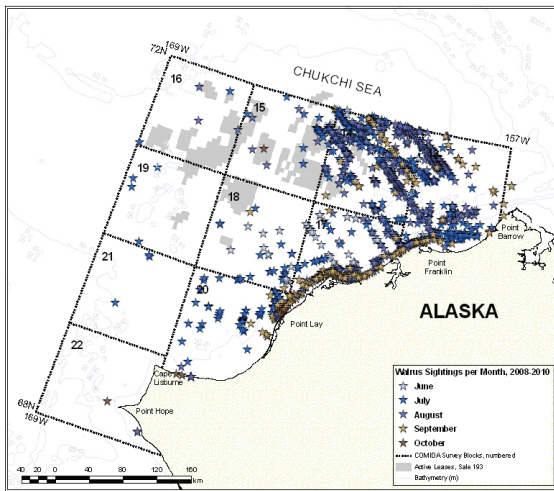 72N
169W
CHUKCHI SEA
16
15
157W
19
18
17
Point Barrow
Point Franklin
21
20
ALASKA
Point Lay
22
Cape Lisburne
Point Hope
68N
169W
Walrus Sightings per Month, 2008-2010
June
July
August
September
October
COMIDA Survey Blocks, numbered
Active Leases, Sale 193
Bathymetry (m)
40 20 0 40 80 120 160
km